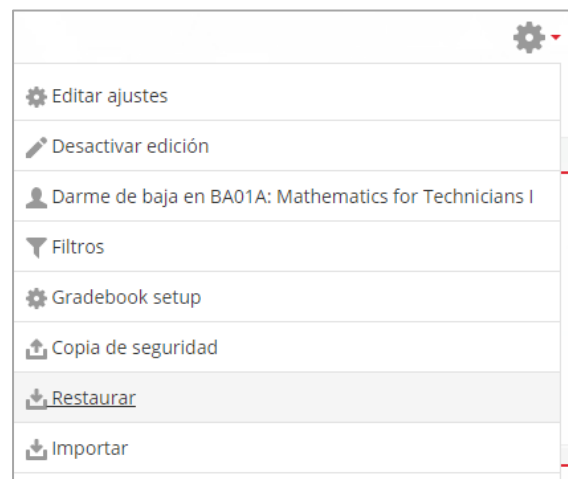 Editar ajustes
Desactivar edición
Darme de baja en BA01A: Mathematics for Technicians I
Filtros
Gradebook setup
Copia de seguridad
Restaurar
Importar